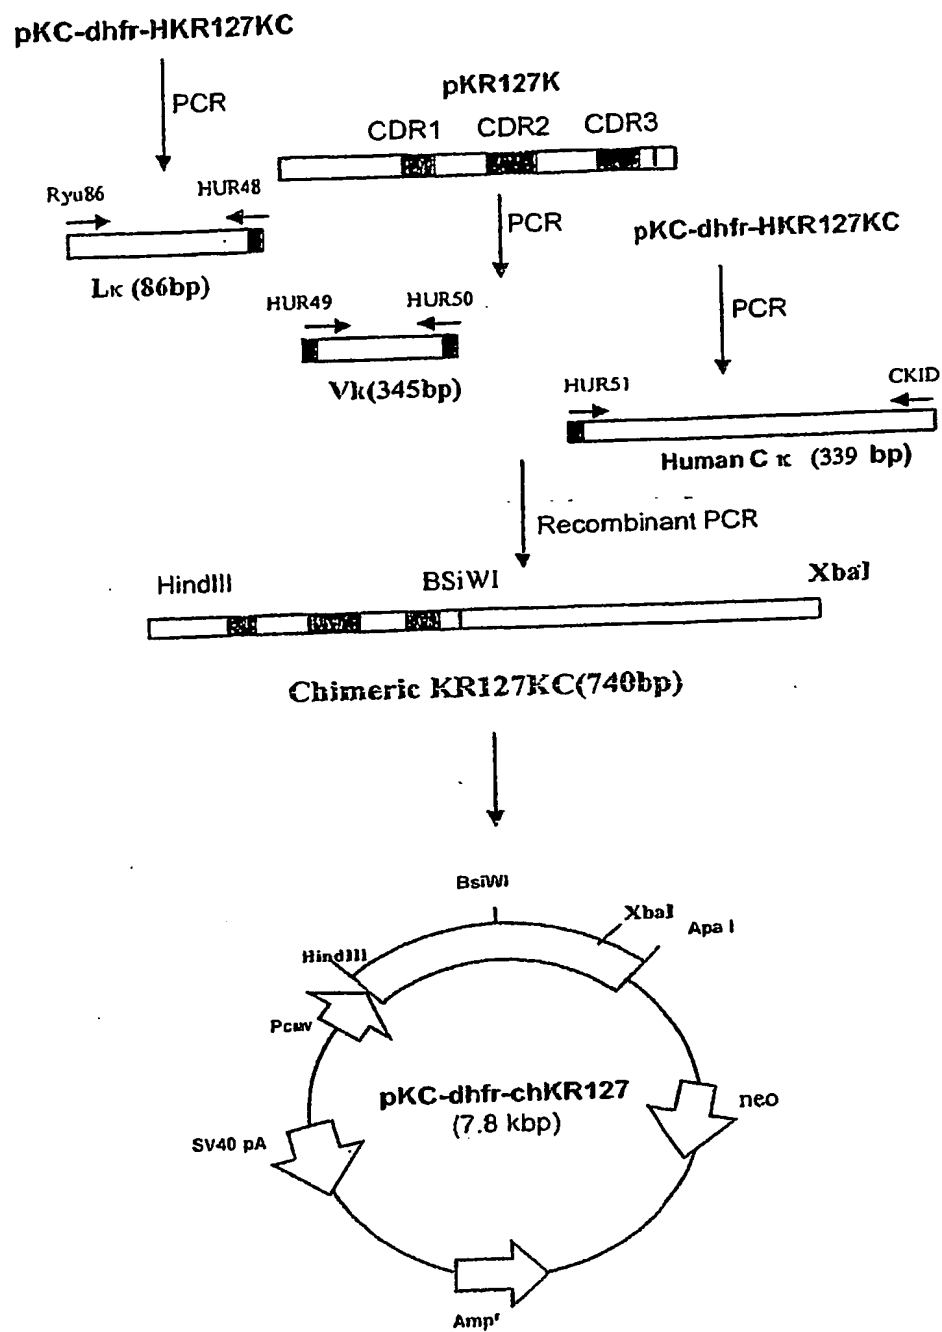 pKC-dhfr-HKR127KC
PCR
pKR127K
CDR1 CDR2 CDR3
Ryu86 HUR48
Lκ (86bp)
PCR
pKC-dhfr-HKR127KC
HUR49 HUR50
Vk(345bp)
PCR
HUR51 CKID
Human C κ (339 bp)
Recombinant PCR
HindIII BSiWI XbaI
Chimeric KR127KC(740bp)
BsiWI
XbaI
Apa I
HindIII
Pcmv
pKC-dhfr-chKR127
(7.8 kbp)
neo
SV40 pA
Ampʳ